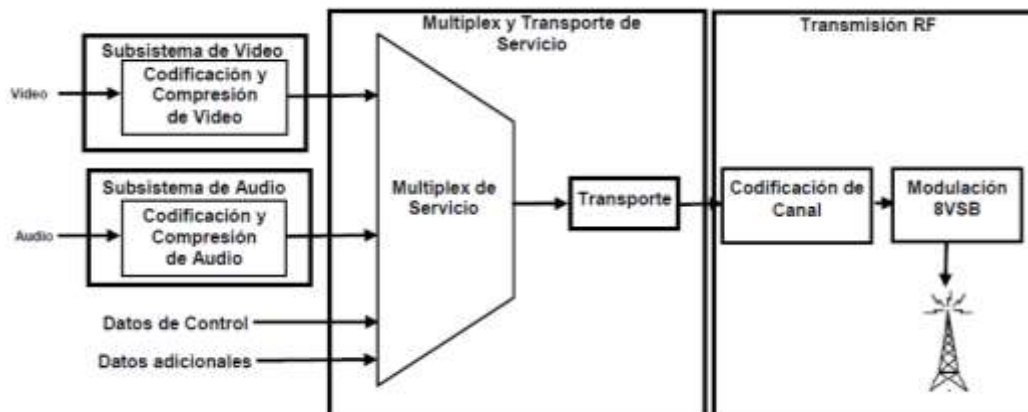 Multiplex y Transporte de
Servicio
Transmisión RF
Subsistema de Video
Codificación y
Compresión
de Video
Video
Subsistema de Audio
Codificación y
Compresión
de Audio
Audio
Datos de Control
Datos adicionales
Multiplex de
Servicio
Transporte
Codificación de
Canal
Modulación
8VSB